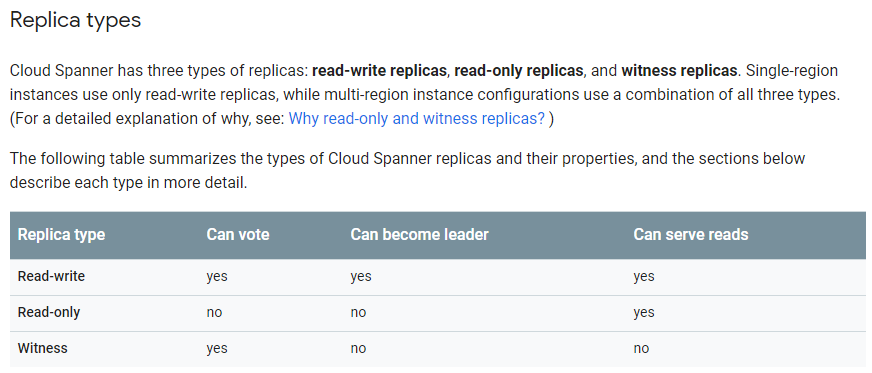 Replica types
Cloud Spanner has three types of replicas: read-write replicas, read-only replicas, and witness replicas. Single-region
instances use only read-write replicas, while multi-region instance configurations use a combination of all three types.
(For a detailed explanation of why, see: Why read-only and witness replicas? )
The following table summarizes the types of Cloud Spanner replicas and their properties, and the sections below
describe each type in more detail.
Replica type Can vote Can become leader Can serve reads
Read-write yes yes yes
Read-only no no yes
Witness yes no no